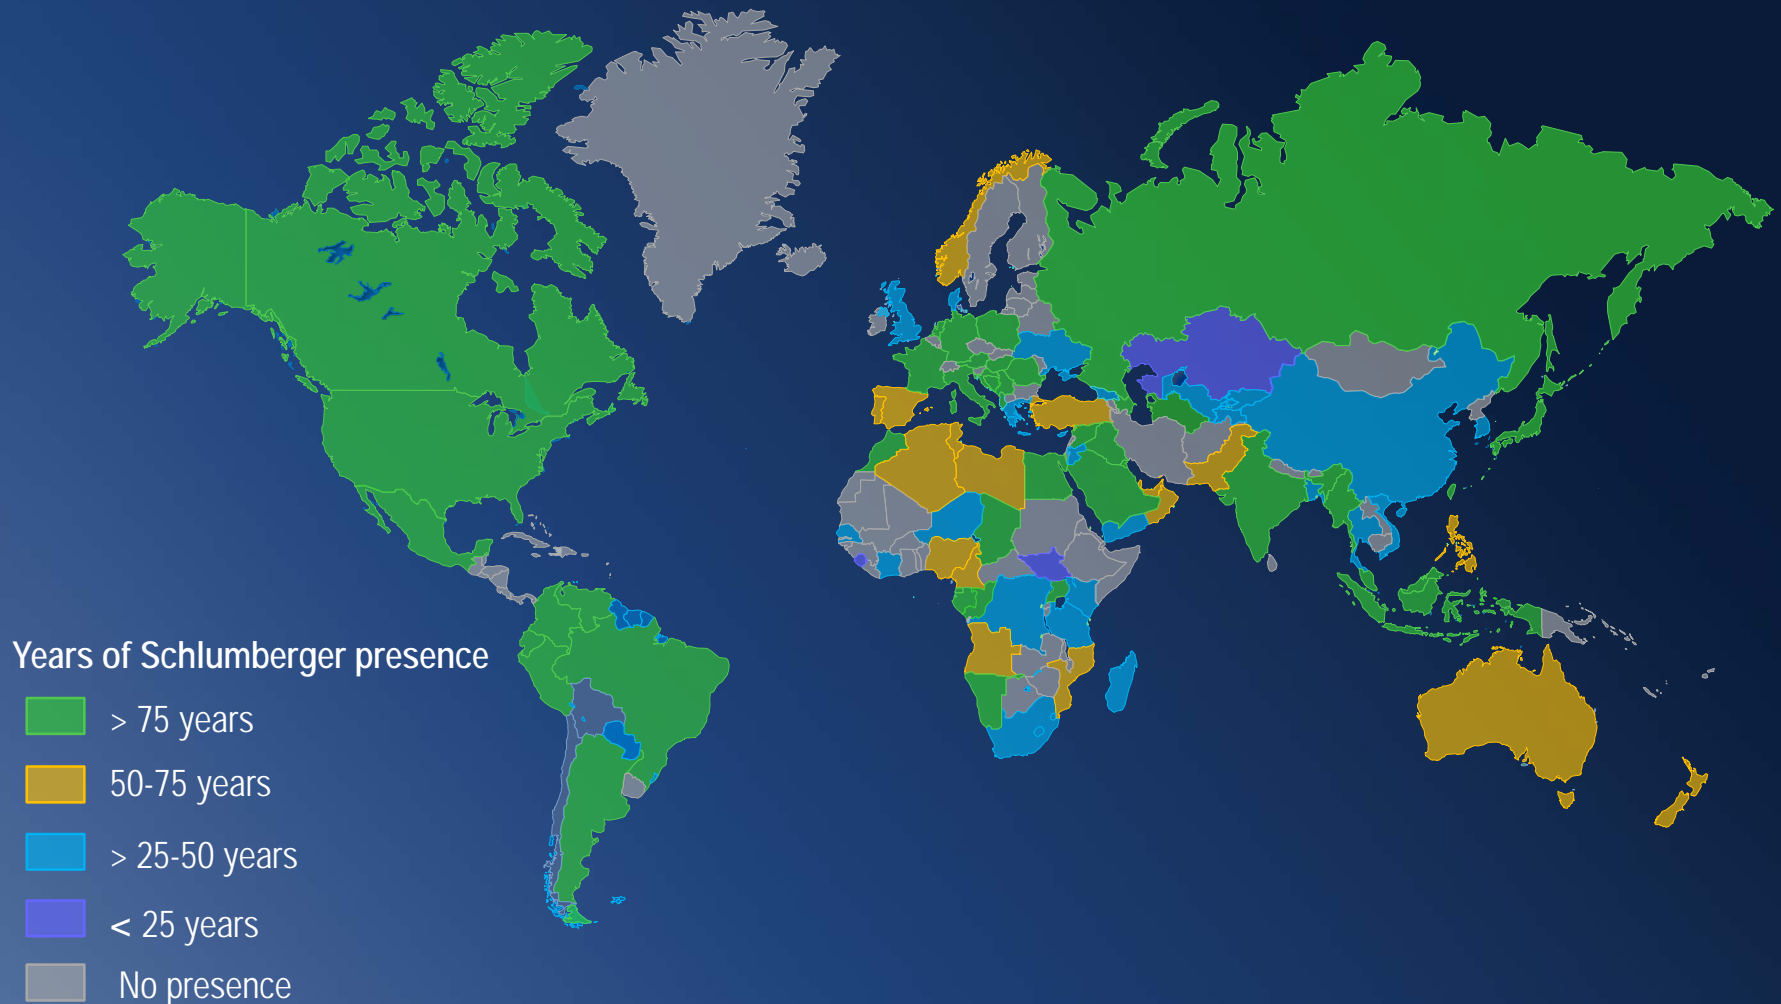 Years of Schlumberger presence
> 75 years
50-75 years
> 25-50 years
< 25 years
No presence